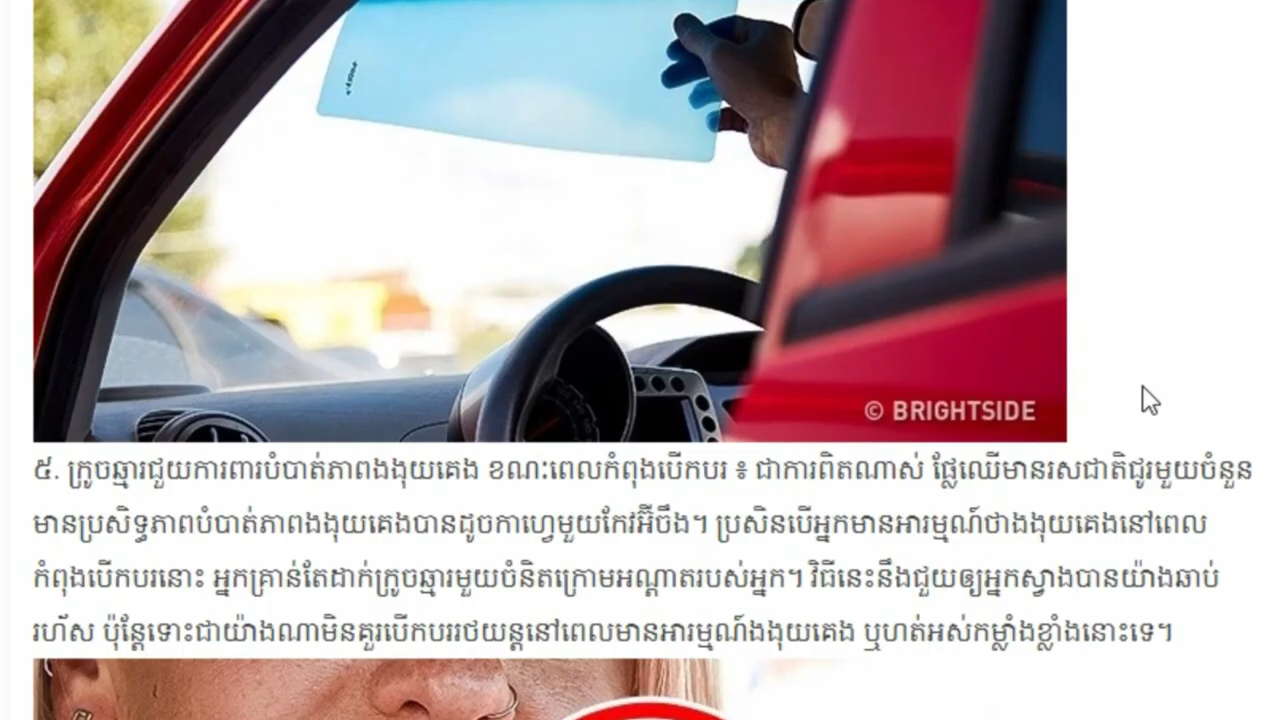 © BRIGHTSIDE
៥. ក្រូចឆ្មារជួយការពារបំបាត់ភាពងងុយគេង ខណៈពេលកំពុងបើកបរ ៖ ជាការពិតណាស់ ផ្លែឈើមានរសជាតិជូរមួយចំនួន
មានប្រសិទ្ធភាពបំបាត់ភាពងងុយគេងបានដូចកាហ្វេមួយកែវអីចឹង។ ប្រសិនបើអ្នកមានអារម្មណ៍ថាងងុយគេងនៅពេល
កំពុងបើកបរនោះ អ្នកគ្រាន់តែដាក់ក្រូចឆ្មារមួយចំនិតក្រោមអណ្តាតរបស់អ្នក។ វិធីនេះនឹងជួយឲ្យអ្នកស្វាងបានយ៉ាងឆាប់
រហ័ស ប៉ុន្តែទោះជាយ៉ាងណាមិនគួរបើកបររថយន្តនៅពេលមានអារម្មណ៍ងងុយគេង ឬហត់អស់កម្លាំងខ្លាំងនោះទេ។